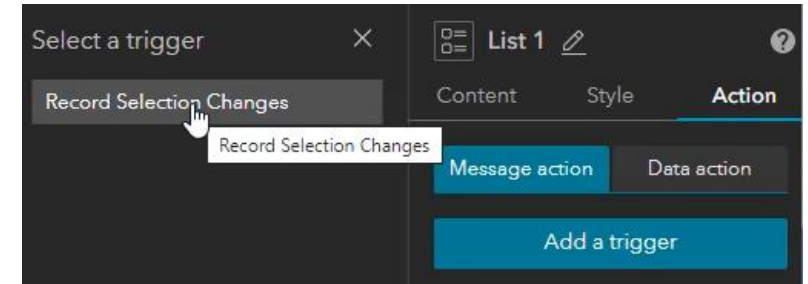 Select a trigger
Record Selection Changes
Record Selection Changes
List 1
?
Content Style Action
Message action Data action
Add a trigger